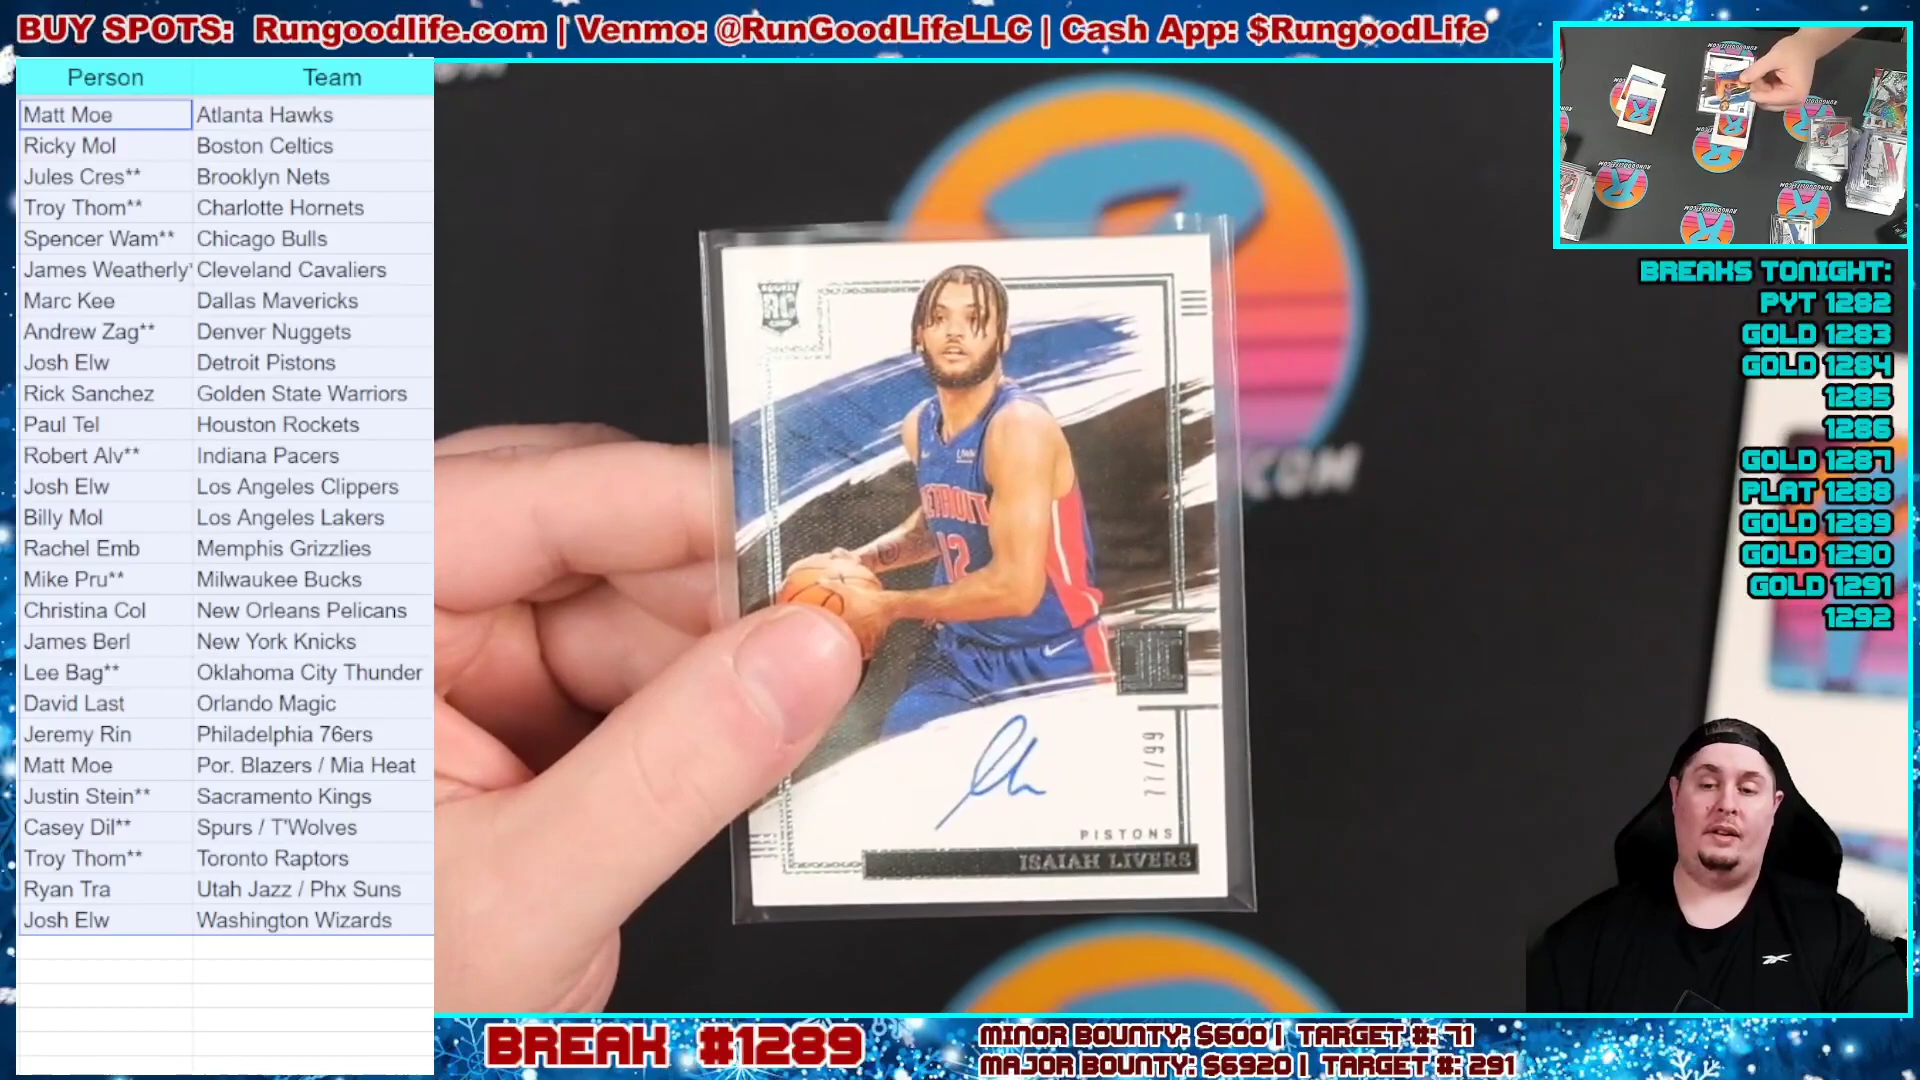 BUY SPOTS: Rungoodlife.com | Venmo: @RunGoodLifeLLC | Cash App: $RungoodLife
Person Team
Matt Moe Atlanta Hawks
Ricky Mol Boston Celtics
Jules Cres** Brooklyn Nets
Troy Thom** Charlotte Hornets
Spencer Wam** Chicago Bulls
James Weatherly* Cleveland Cavaliers
Marc Kee Dallas Mavericks
Andrew Zag** Denver Nuggets
Josh Elw Detroit Pistons
Rick Sanchez Golden State Warriors
Paul Tel Houston Rockets
Robert Alv** Indiana Pacers
Josh Elw Los Angeles Clippers
Billy Mol Los Angeles Lakers
Rachel Emb Memphis Grizzlies
Mike Pru** Milwaukee Bucks
Christina Col New Orleans Pelicans
James Berl New York Knicks
Lee Bag** Oklahoma City Thunder
David Last Orlando Magic
Jeremy Rin Philadelphia 76ers
Matt Moe Por. Blazers / Mia Heat
Justin Stein** Sacramento Kings
Casey Dil** Spurs / T'Wolves
Troy Thom** Toronto Raptors
Ryan Tra Utah Jazz / Phx Suns
Josh Elw Washington Wizards
RC
DETROIT
12
77/99
PISTONS
ISAIAH LIVERS
COM
BREAKS TONIGHT:
PYT 1282
GOLD 1283
GOLD 1284
1285
1286
GOLD 1287
PLAT 1288
GOLD 1289
GOLD 1290
GOLD 1291
1292
BREAK #1289
MINOR BOUNTY: $600 | TARGET #: 71
MAJOR BOUNTY: $6920 | TARGET #: 291